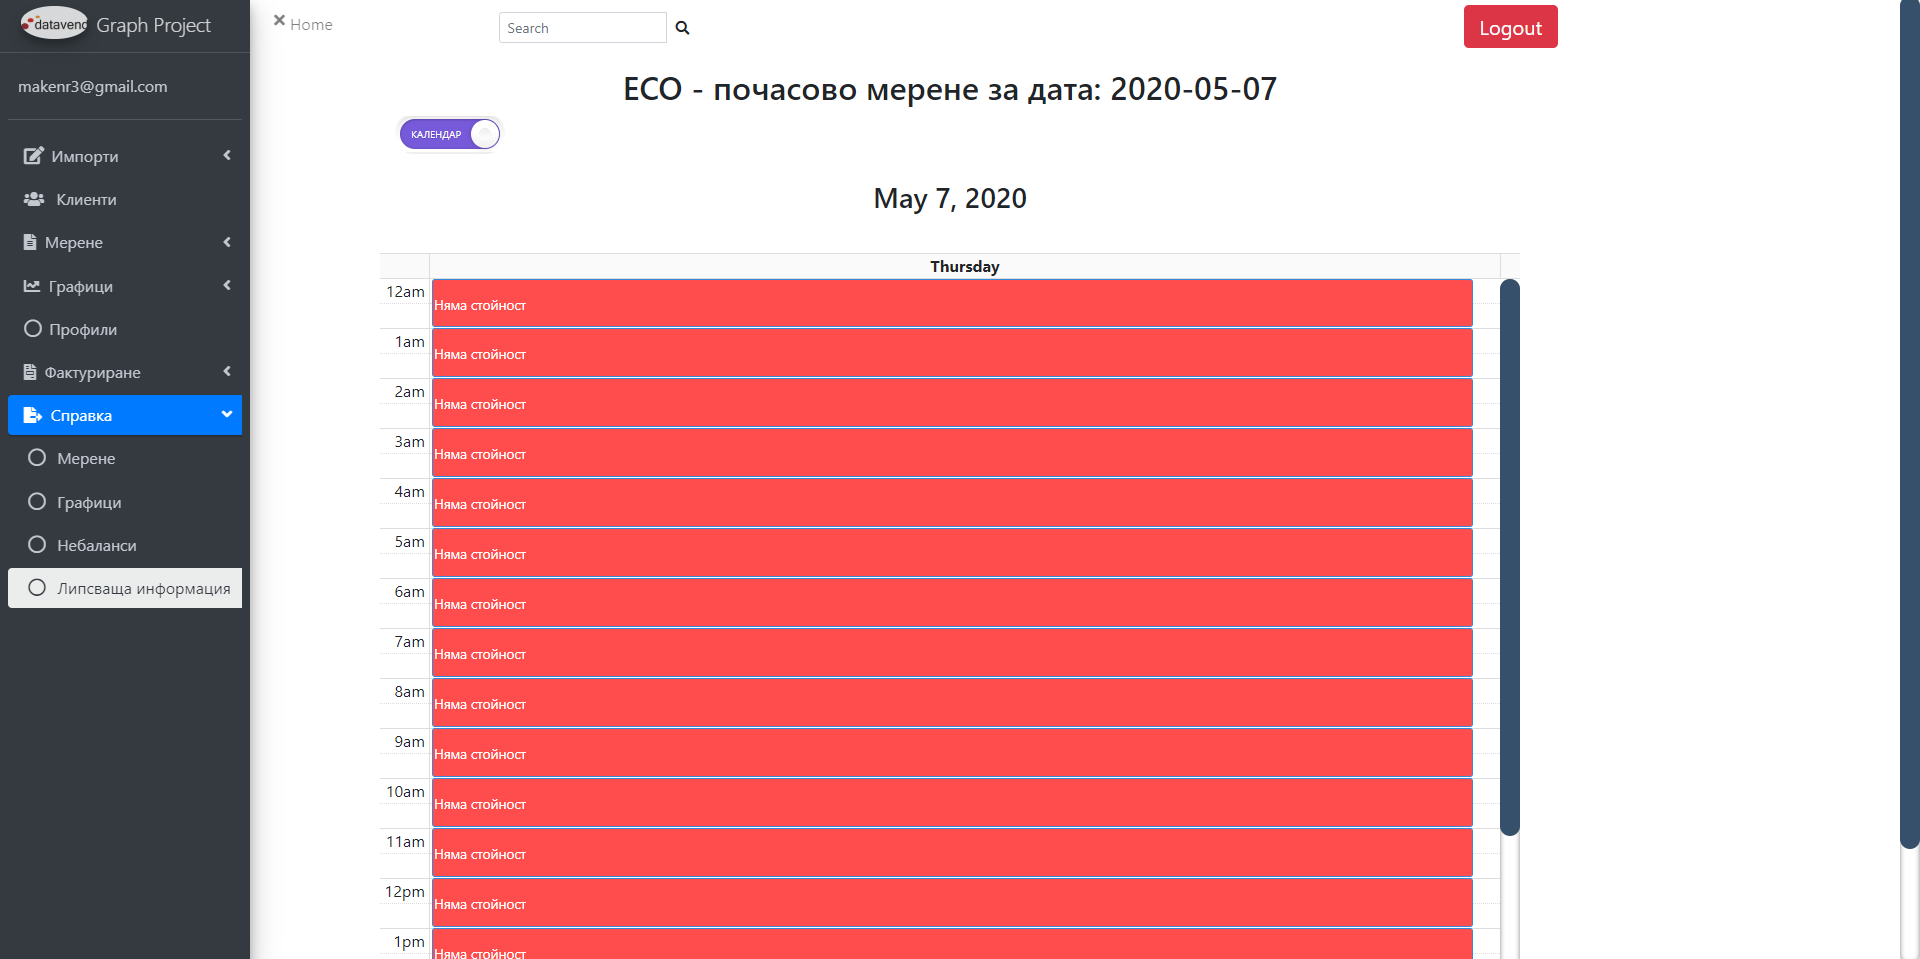 datavend Graph Project
makenr3@gmail.com
Импорти
Клиенти
Мерене
Графици
Профили
Фактуриране
Справка
Мерене
Графици
Небаланси
Липсваща информация
Home
Search
Logout
ECO - почасово мерене за дата: 2020-05-07
КАЛЕНДАР
May 7, 2020
Thursday
12am Няма стойност
1am Няма стойност
2am Няма стойност
3am Няма стойност
4am Няма стойност
5am Няма стойност
6am Няма стойност
7am Няма стойност
8am Няма стойност
9am Няма стойност
10am Няма стойност
11am Няма стойност
12pm Няма стойност
1pm Няма стойност